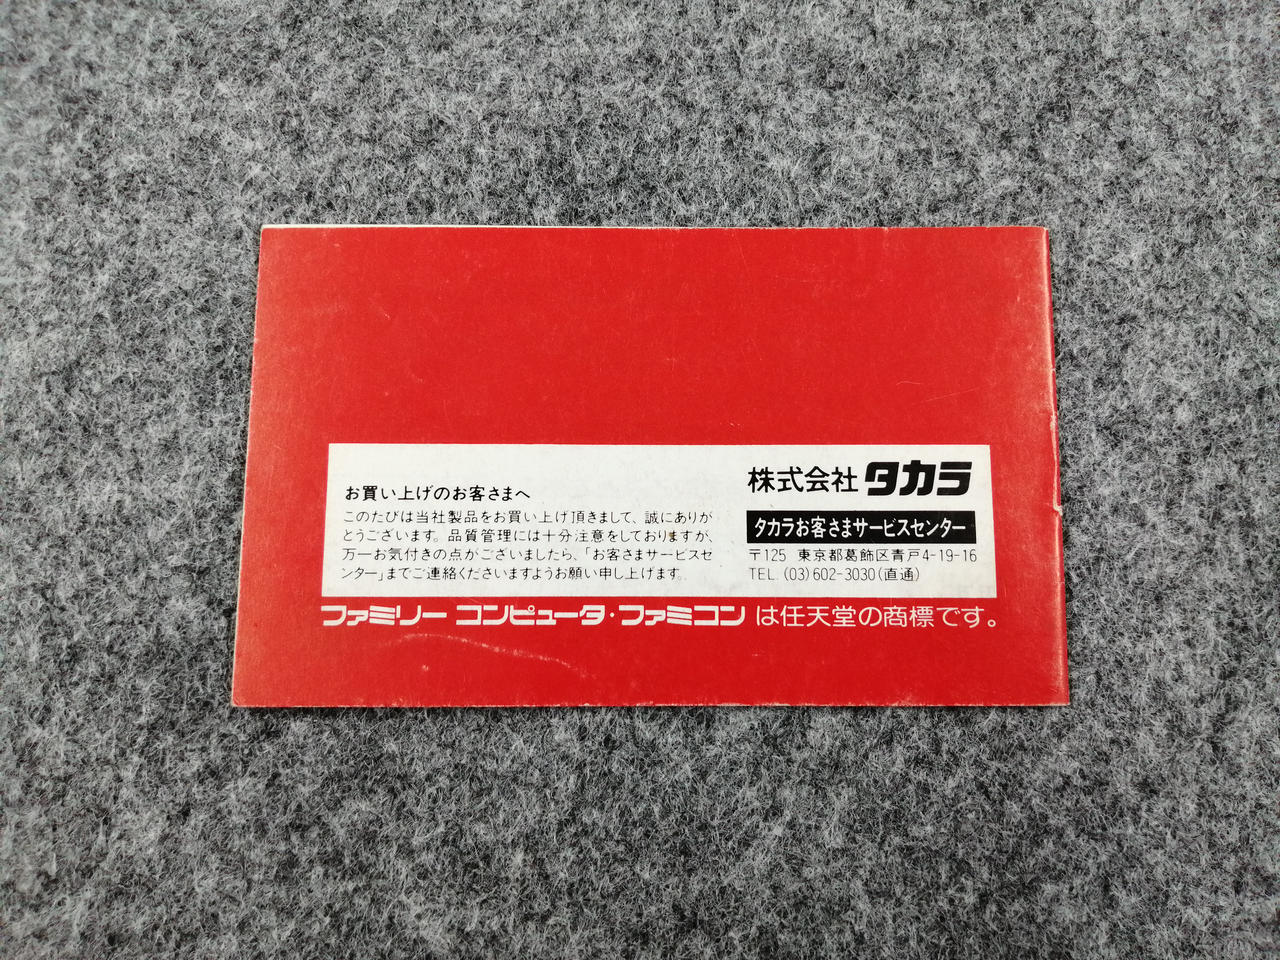 お買い上げのお客さまへ
このたびは当社製品をお買い上げ頂きまして、誠にありが
とうございます。品質管理には十分注意をしておりますが、
万一お気付きの点がございましたら、「お客さまサービスセ
ンター」までご連絡くださいますようお願い申し上げます。
株式会社 タカラ
タカラお客さまサービスセンター
〒125 東京都葛飾区青戸4-19-16
TEL. (03)602-3030(直通)
ファミリー コンピュータ・ファミコン は任天堂の商標です。